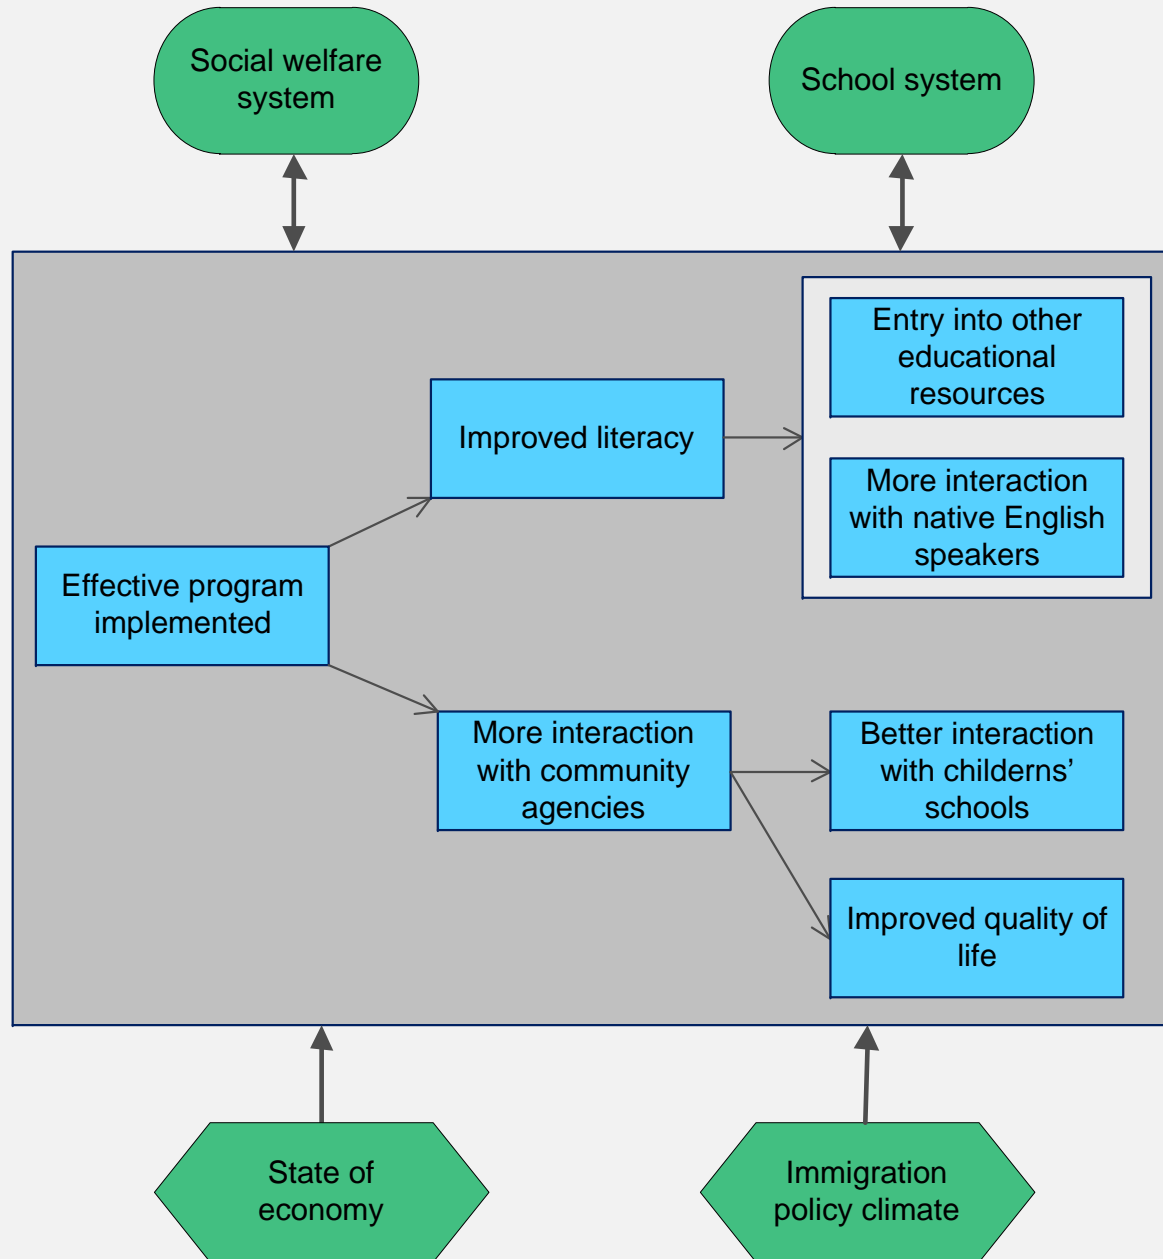 Social welfare
system
School system
Entry into other
educational
resources
Improved literacy
More interaction
with native English
speakers
Effective program
implemented
More interaction
with community
agencies
Better interaction
with childerns’
schools
Improved quality of
life
State of
economy
Immigration
policy climate